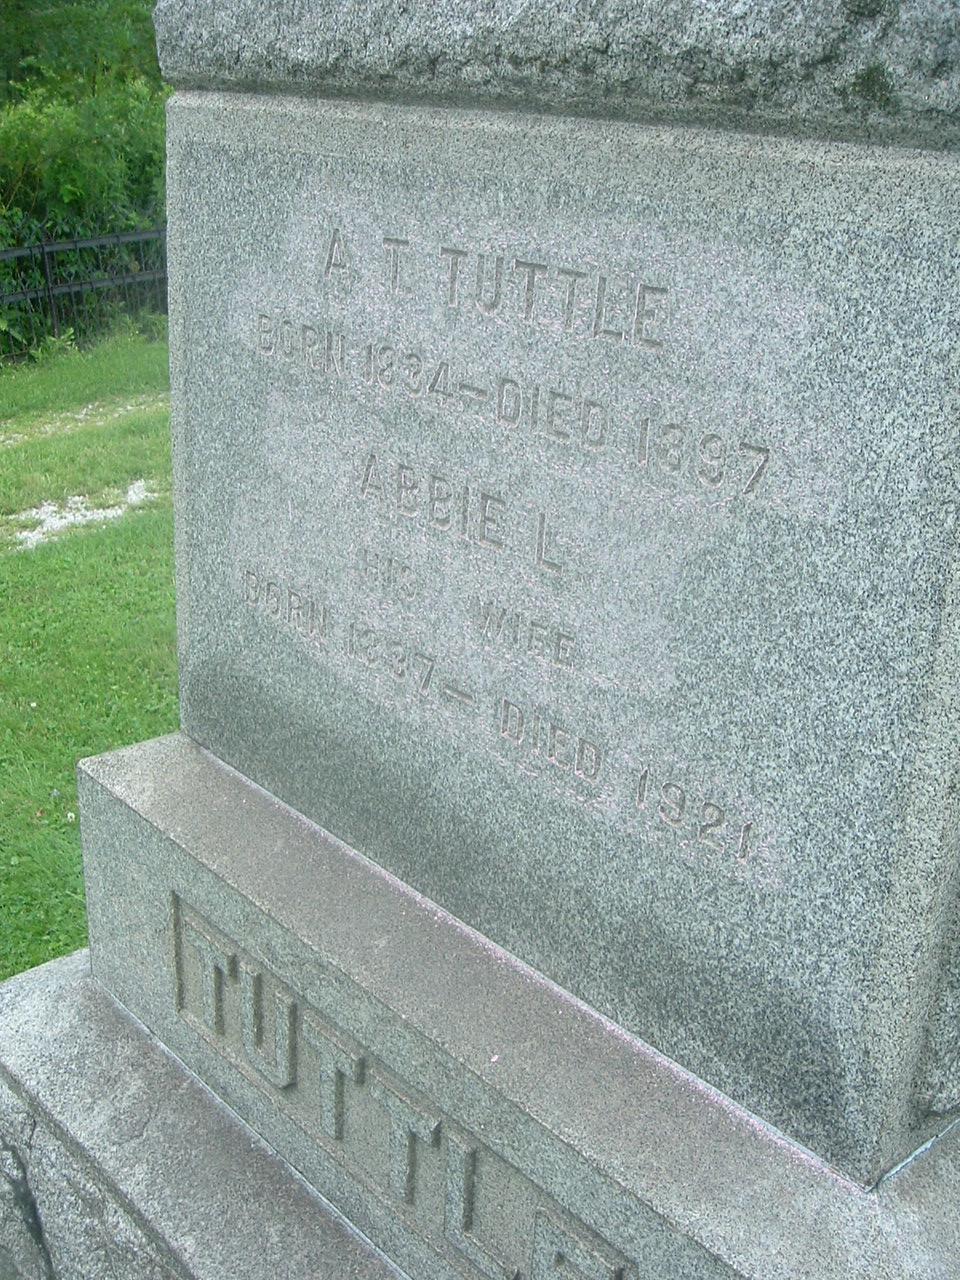 A. T. TUTTLE
BORN 1834 – DIED 1897
ABBIE L.
HIS WIFE
BORN 1837 – DIED 1921
TUTTLE